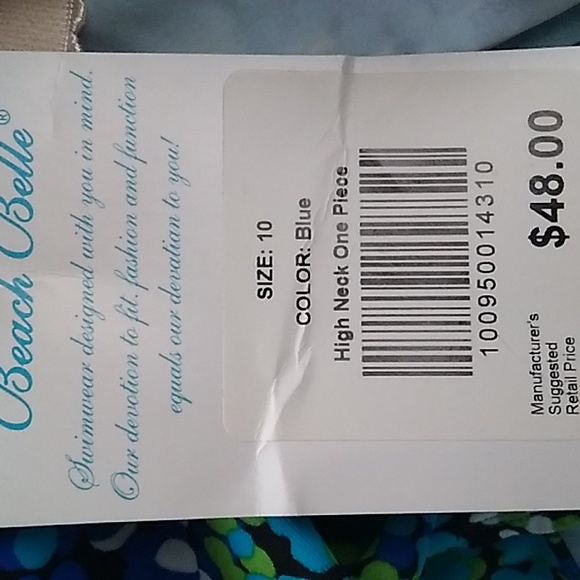 Beach Belle®
Swimwear designed with you in mind.
Our devotion to fit, fashion and function
equals our devotion to you!
SIZE: 10
COLOR: Blue
High Neck One Piece
100950014310
Manufacturer's
Suggested
Retail Price
$48.00